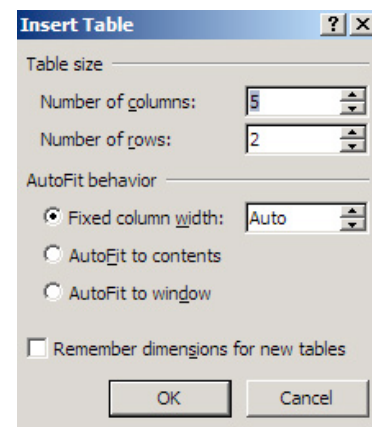 Insert Table ? X
Table size
Number of columns: 5
Number of rows: 2
AutoFit behavior
Fixed column width: Auto
AutoFit to contents
AutoFit to window
Remember dimensions for new tables
OK Cancel